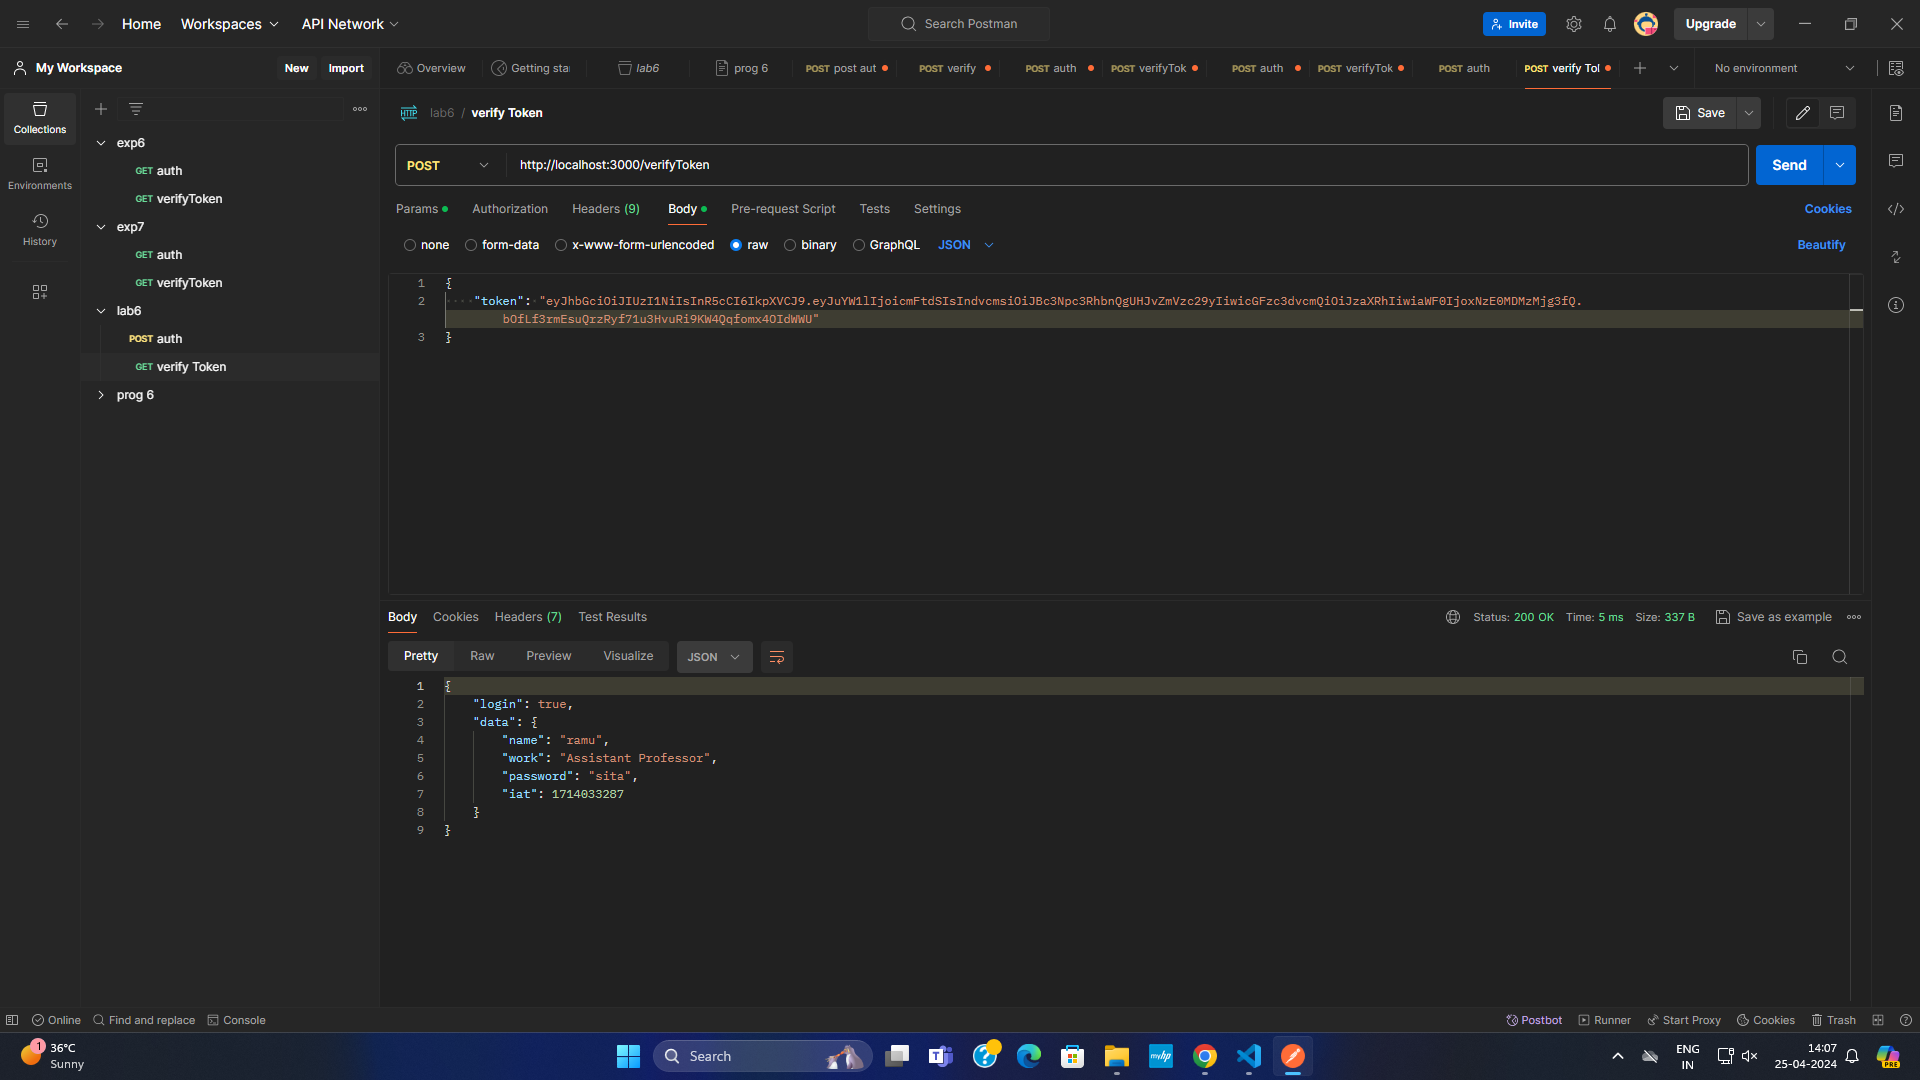 Home Workspaces API Network Search Postman Invite Upgrade
My Workspace New Import Overview Getting sta lab6 prog 6 POST post aut POST verify POST auth POST verifyTok POST auth POST verifyTok POST auth POST verify Tol No environment
Collections
Environments
History
exp6
GET auth
GET verifyToken
exp7
GET auth
GET verifyToken
lab6
POST auth
GET verify Token
prog 6
HTTP lab6 / verify Token Save
POST http://localhost:3000/verifyToken Send
Params Authorization Headers (9) Body Pre-request Script Tests Settings Cookies
none form-data x-www-form-urlencoded raw binary GraphQL JSON Beautify
1 {
2 "token": "eyJhbGciOiJIUzI1NiIsInR5cCI6IkpXVCJ9.eyJuYW1lIjoicmFtdSIsIndvcmsiOiJBc3Npc3RhbnQgUHJvZmVzc29yIiwicGFzc3dvcmQiOiJzaXRhIiwiaWF0IjoxNzE0MDMzMjg3fQ.
bOfLf3rmEsuQrzRyf71u3HvuRi9KW4Qqfomx4OIdWWU"
3 }
Body Cookies Headers (7) Test Results Status: 200 OK Time: 5 ms Size: 337 B Save as example
Pretty Raw Preview Visualize JSON
1 {
2 "login": true,
3 "data": {
4 "name": "ramu",
5 "work": "Assistant Professor",
6 "password": "sita",
7 "iat": 1714033287
8 }
9 }
Online Find and replace Console Postbot Runner Start Proxy Cookies Trash
1 36°C
Sunny
Search
myhp
PRE
ENG
IN
14:07
25-04-2024